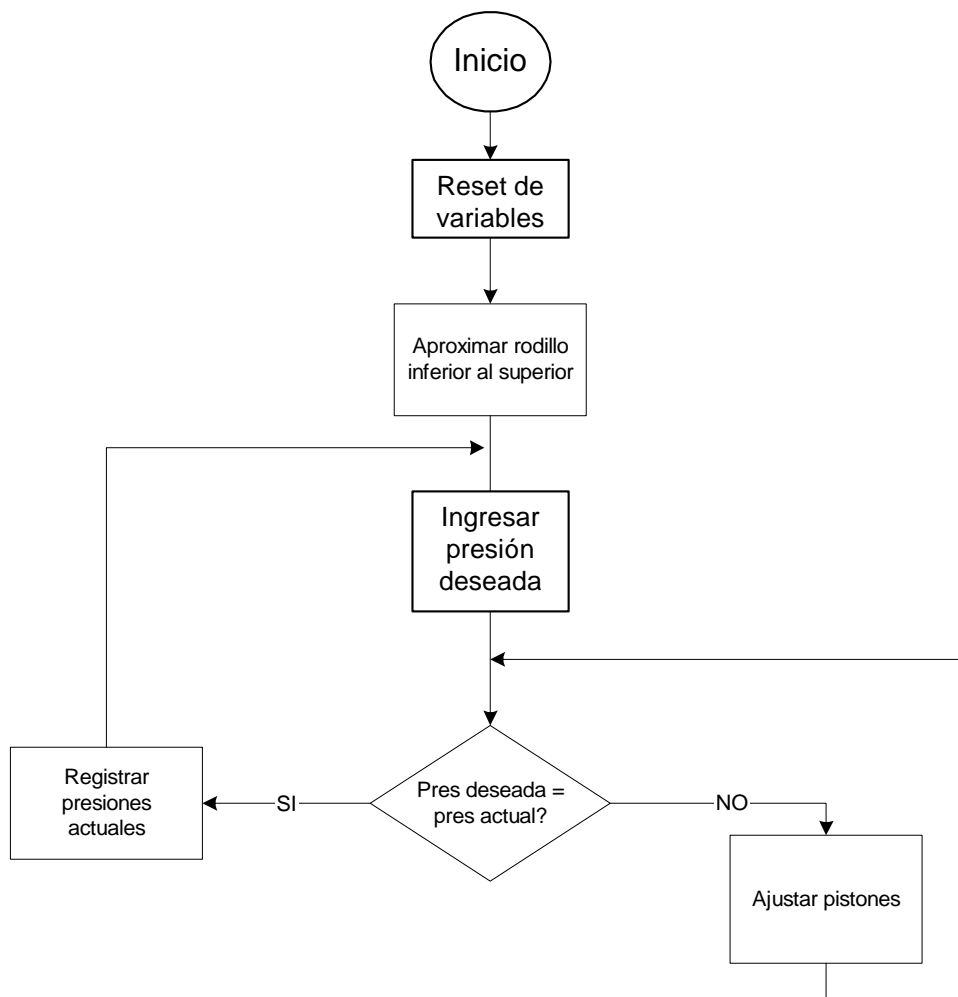 Inicio
Reset de
variables
Aproximar rodillo
inferior al superior
Ingresar
presión
deseada
Pres deseada =
pres actual?
SI
NO
Registrar
presiones
actuales
Ajustar pistones